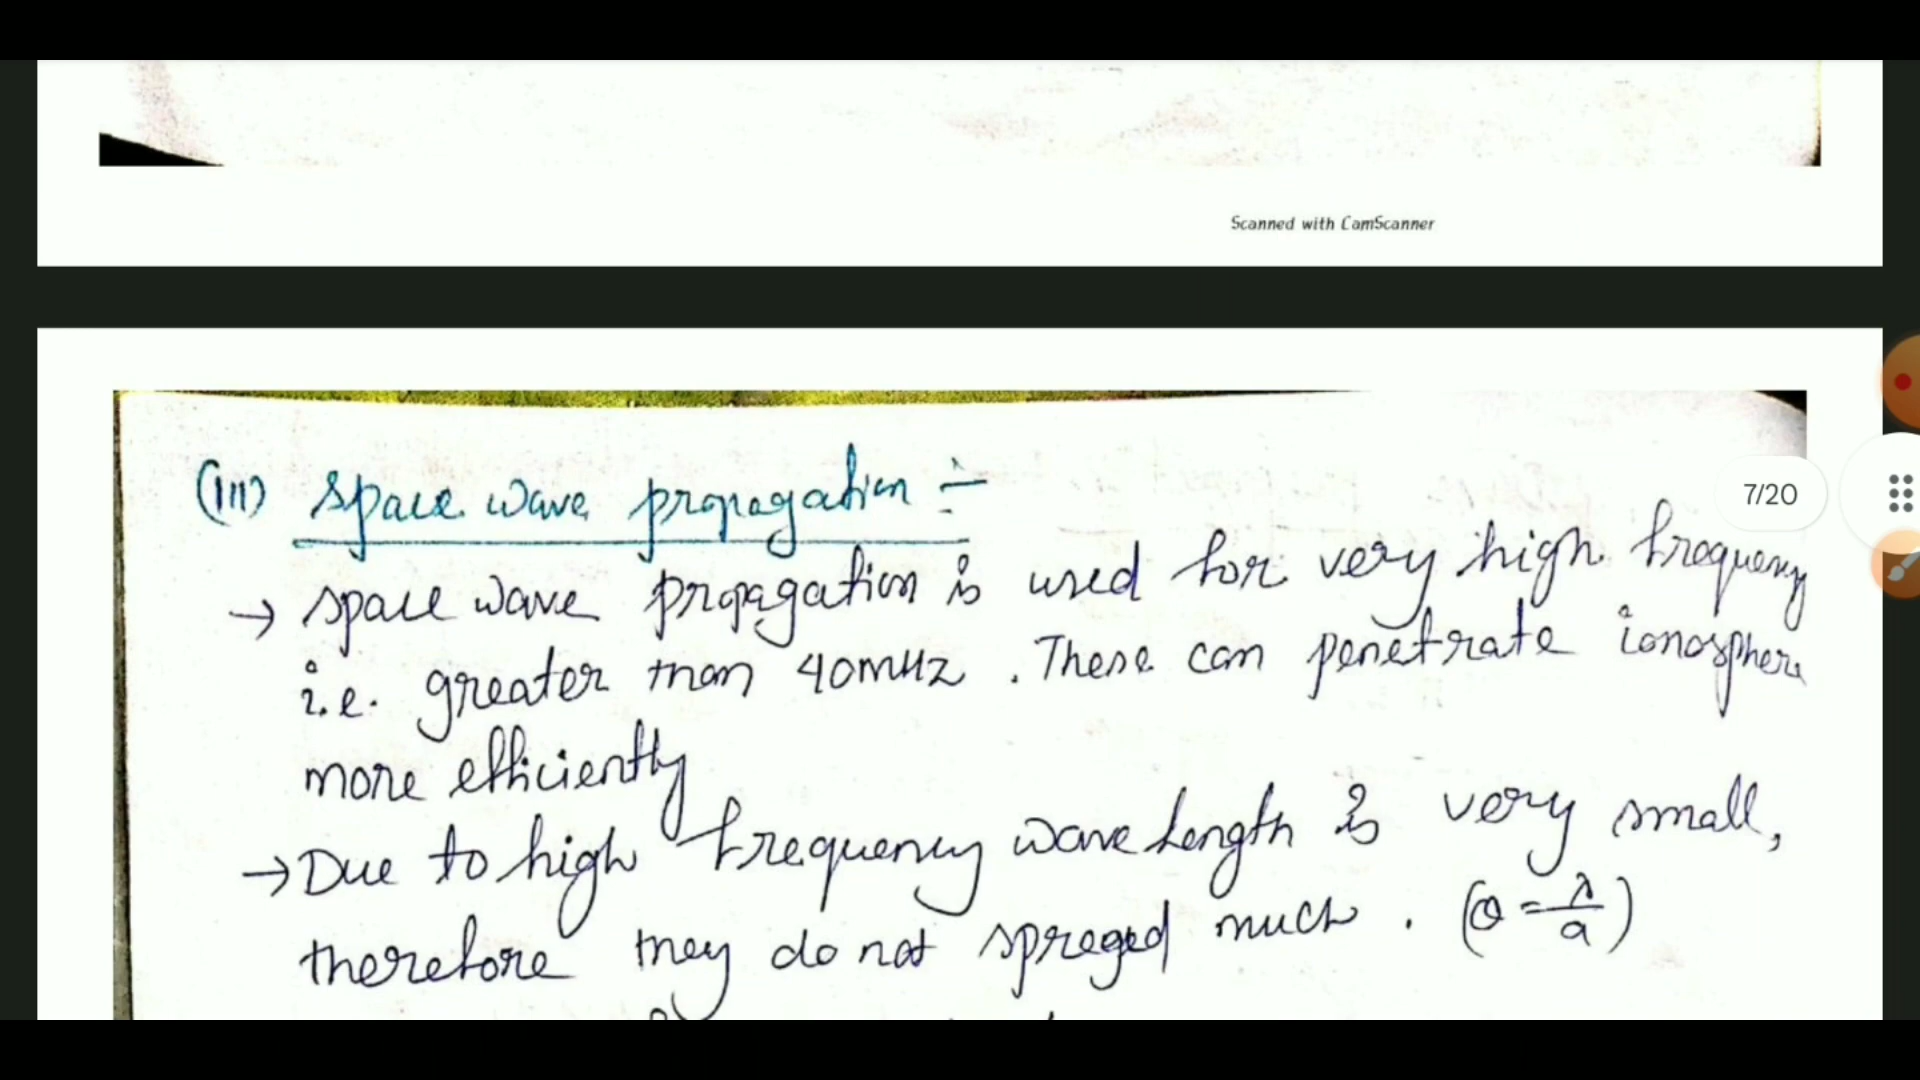 Scanned with CamScanner
(III) space wave propagation :-
7/20
→ space wave propagation is used for very high frequency
i.e. greater than 40MHz . These can penetrate ionosphere
more efficiently
→ Due to high frequency wave length is very small,
therefore they do not spreaed much . (θ = λ/a)